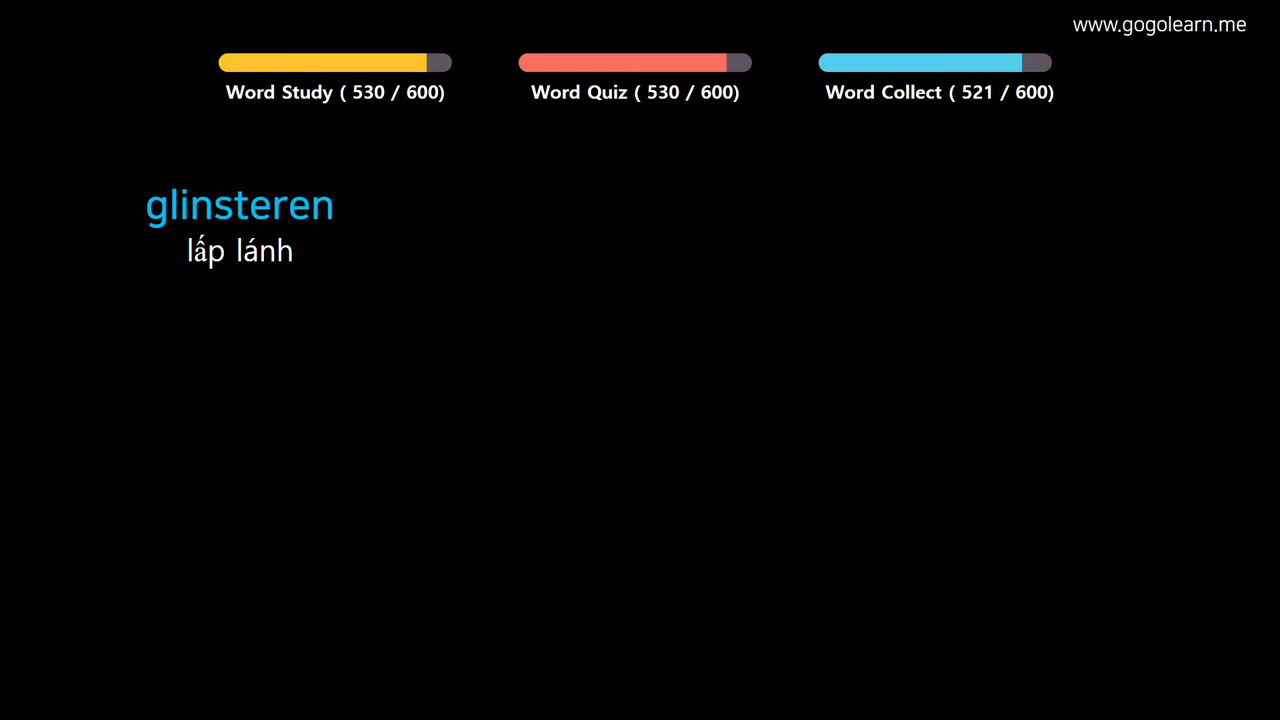 www.gogolearn.me
Word Study ( 530 / 600)
Word Quiz ( 530 / 600)
Word Collect ( 521 / 600)
glinsteren
lấp lánh